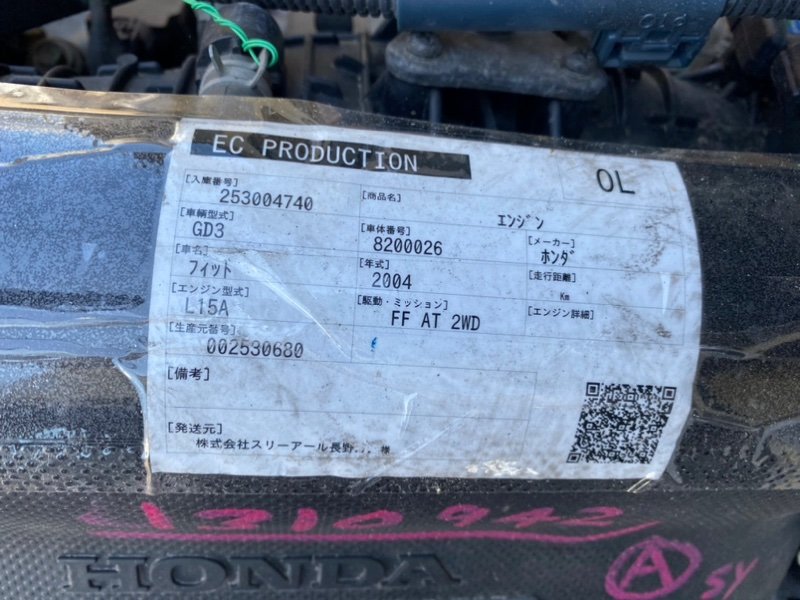 EC PRODUCTION
OL
[入庫番号]
253004740
[商品名]
エンジン
[車輌型式]
GD3
[車体番号]
8200026
[メーカー]
ホンダ
[車名]
フィット
[年式]
2004
[走行距離]
Km
[エンジン型式]
L15A
[駆動・ミッション]
FF AT 2WD
[エンジン詳細]
[生産元番号]
002530680
[備考]
[発送元]
株式会社スリーアール長野... 様
1310942
HONDA
A
SY